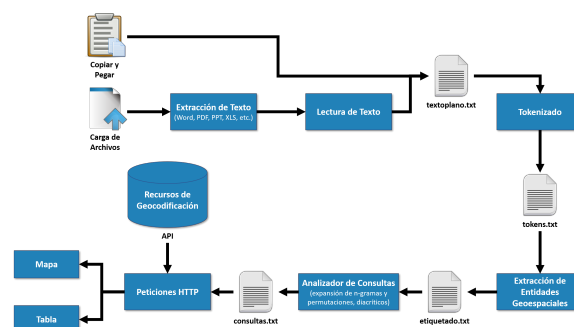 Copiar y
Pegar
Carga de
Archivos
Extracción de Texto
(Word, PDF, PPT, XLS, etc.)
Lectura de Texto
textoplano.txt
Tokenizado
tokens.txt
Extracción de
Entidades
Geoespaciales
etiquetado.txt
Analizador de Consultas
(expansión de n-gramas y
permutaciones, diacríticos)
consultas.txt
Recursos de
Geocodificación
API
Peticiones HTTP
Mapa
Tabla